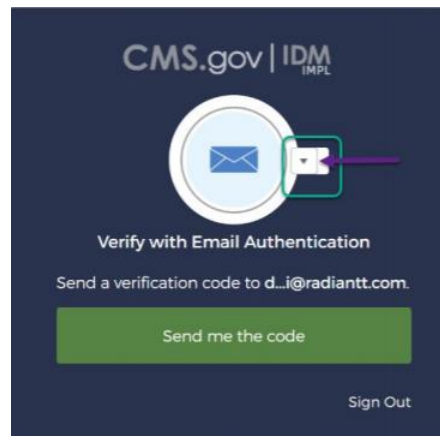 CMS.gov | IDM
IMPL
Verify with Email Authentication
Send a verification code to d...i@radiantt.com.
Send me the code
Sign Out